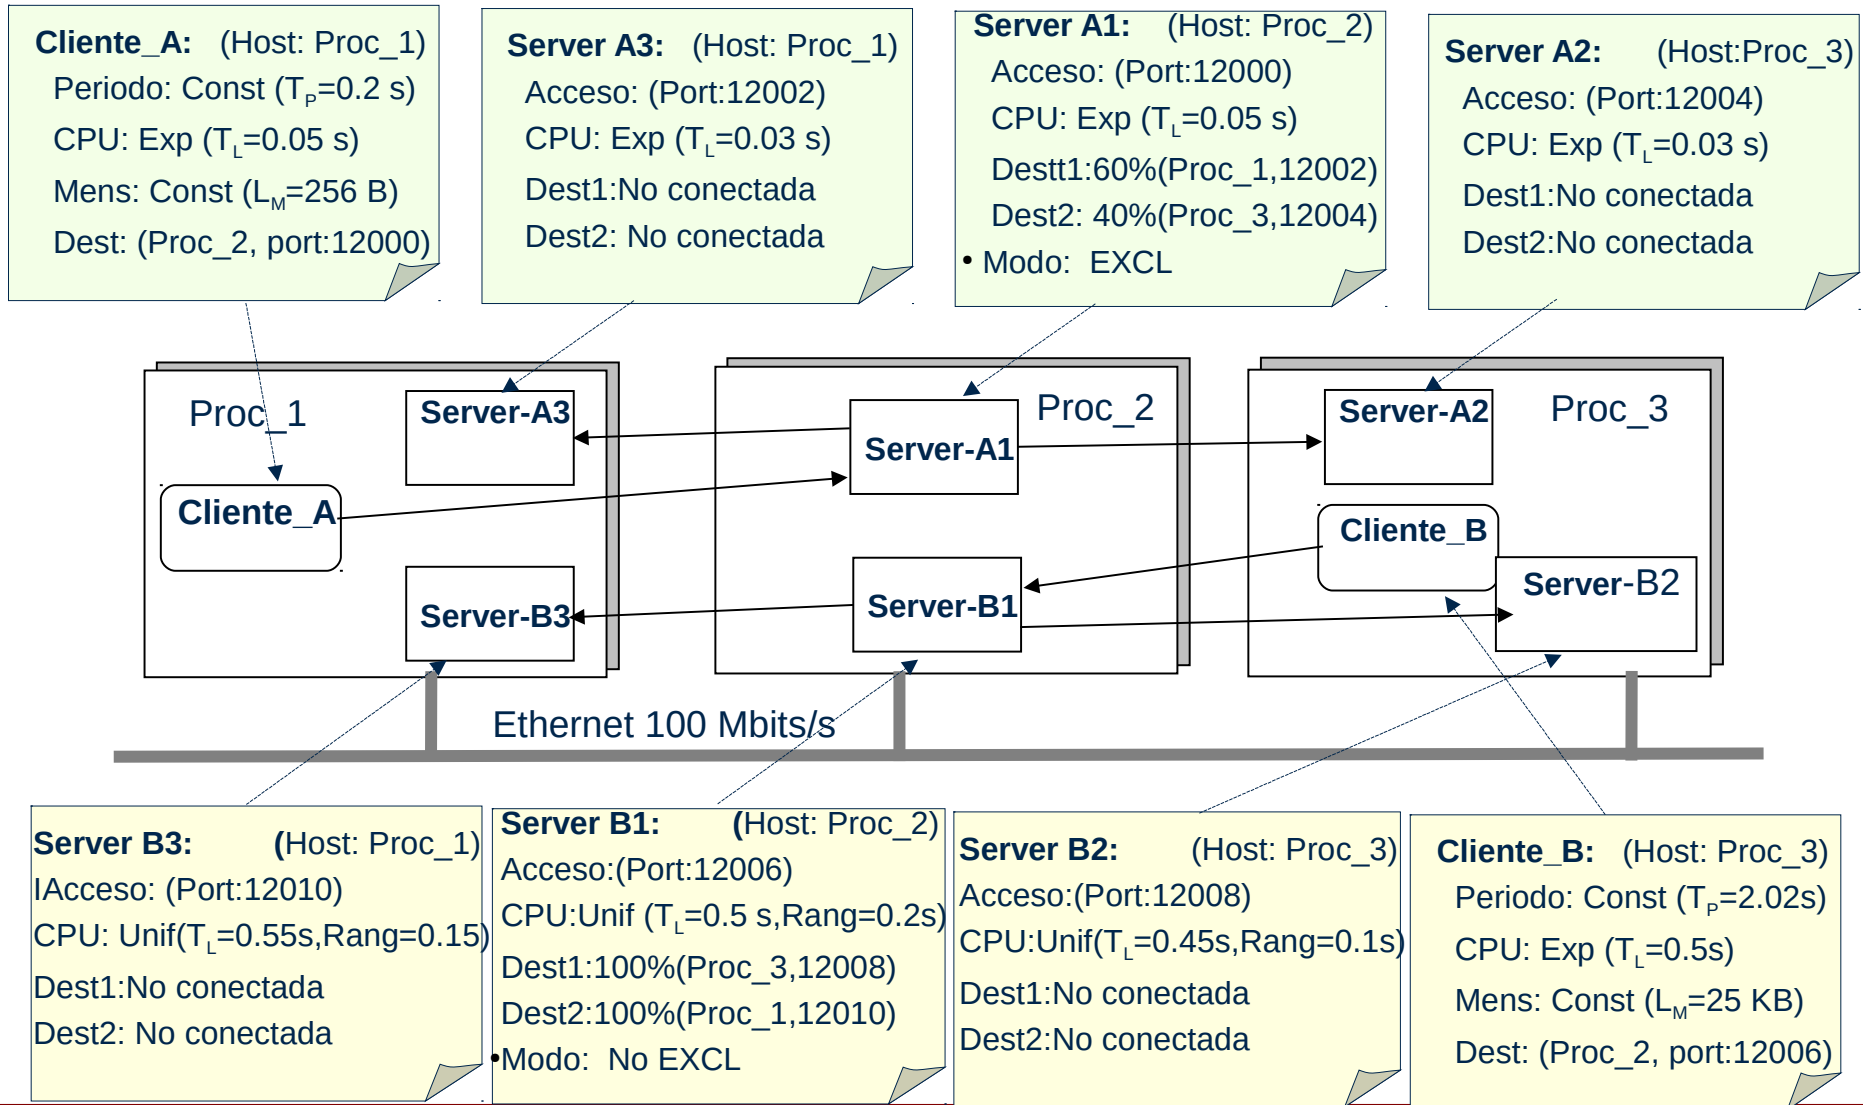 Cliente_A: (Host: Proc_1)
Periodo: Const (TP=0.2 s)
CPU: Exp (TL=0.05 s)
Mens: Const (LM=256 B)
Dest: (Proc_2, port:12000)
Server A3: (Host: Proc_1)
Acceso: (Port:12002)
CPU: Exp (TL=0.03 s)
Dest1:No conectada
Dest2: No conectada
Server A1: (Host: Proc_2)
Acceso: (Port:12000)
CPU: Exp (TL=0.05 s)
Destt1:60%(Proc_1,12002)
Dest2: 40%(Proc_3,12004)
• Modo: EXCL
Server A2: (Host:Proc_3)
Acceso: (Port:12004)
CPU: Exp (TL=0.03 s)
Dest1:No conectada
Dest2:No conectada
Proc_1
Server-A3
Cliente_A
Server-B3
Proc_2
Server-A1
Server-B1
Server-A2
Proc_3
Cliente_B
Server-B2
Ethernet 100 Mbits/s
Server B3: (Host: Proc_1)
IAcceso: (Port:12010)
CPU: Unif(TL=0.55s,Rang=0.15)
Dest1:No conectada
Dest2: No conectada
Server B1: (Host: Proc_2)
Acceso:(Port:12006)
CPU:Unif (TL=0.5 s,Rang=0.2s)
Dest1:100%(Proc_3,12008)
Dest2:100%(Proc_1,12010)
•Modo: No EXCL
Server B2: (Host: Proc_3)
Acceso:(Port:12008)
CPU:Unif(TL=0.45s,Rang=0.1s)
Dest1:No conectada
Dest2:No conectada
Cliente_B: (Host: Proc_3)
Periodo: Const (TP=2.02s)
CPU: Exp (TL=0.5s)
Mens: Const (LM=25 KB)
Dest: (Proc_2, port:12006)